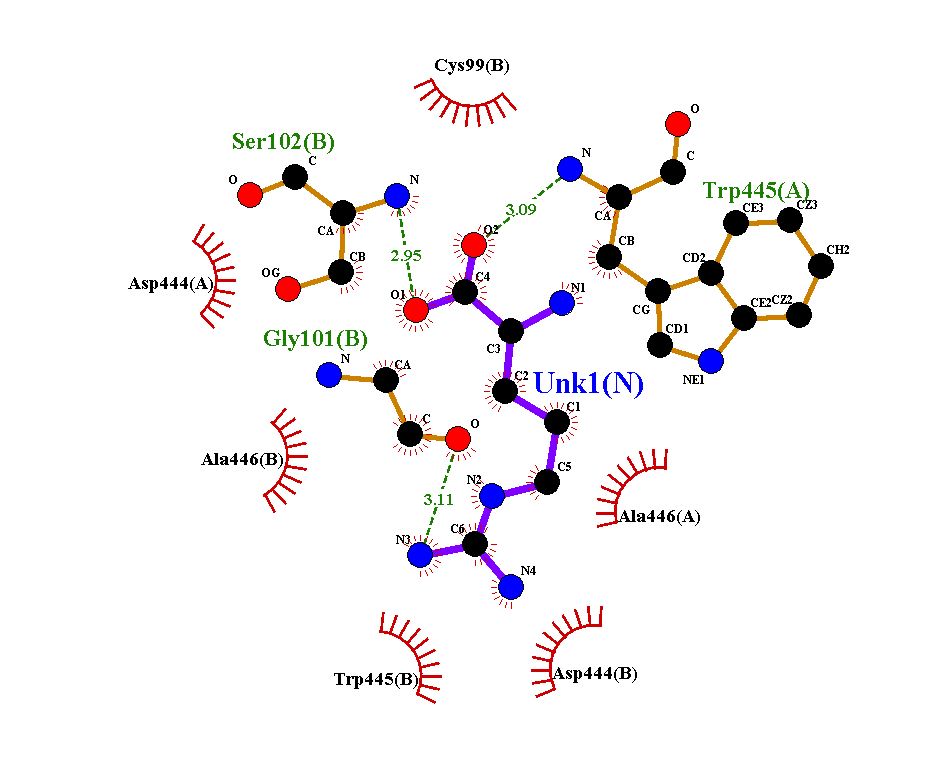 Cys99(B)
O
Ser102(B)
C
N
N
C
O
CA
Trp445(A)
CA
CE3
CZ3
3.09
O2
CB
CB
CD2
CH2
2.95
OG
Asp444(A)
C4
N1
O1
CG
CE2
CZ2
Gly101(B)
CD1
C3
N
CA
NE1
C2
Unk1(N)
C1
C
O
Ala446(B)
C5
N2
3.11
Ala446(A)
C6
N3
N4
Trp445(B)
Asp444(B)